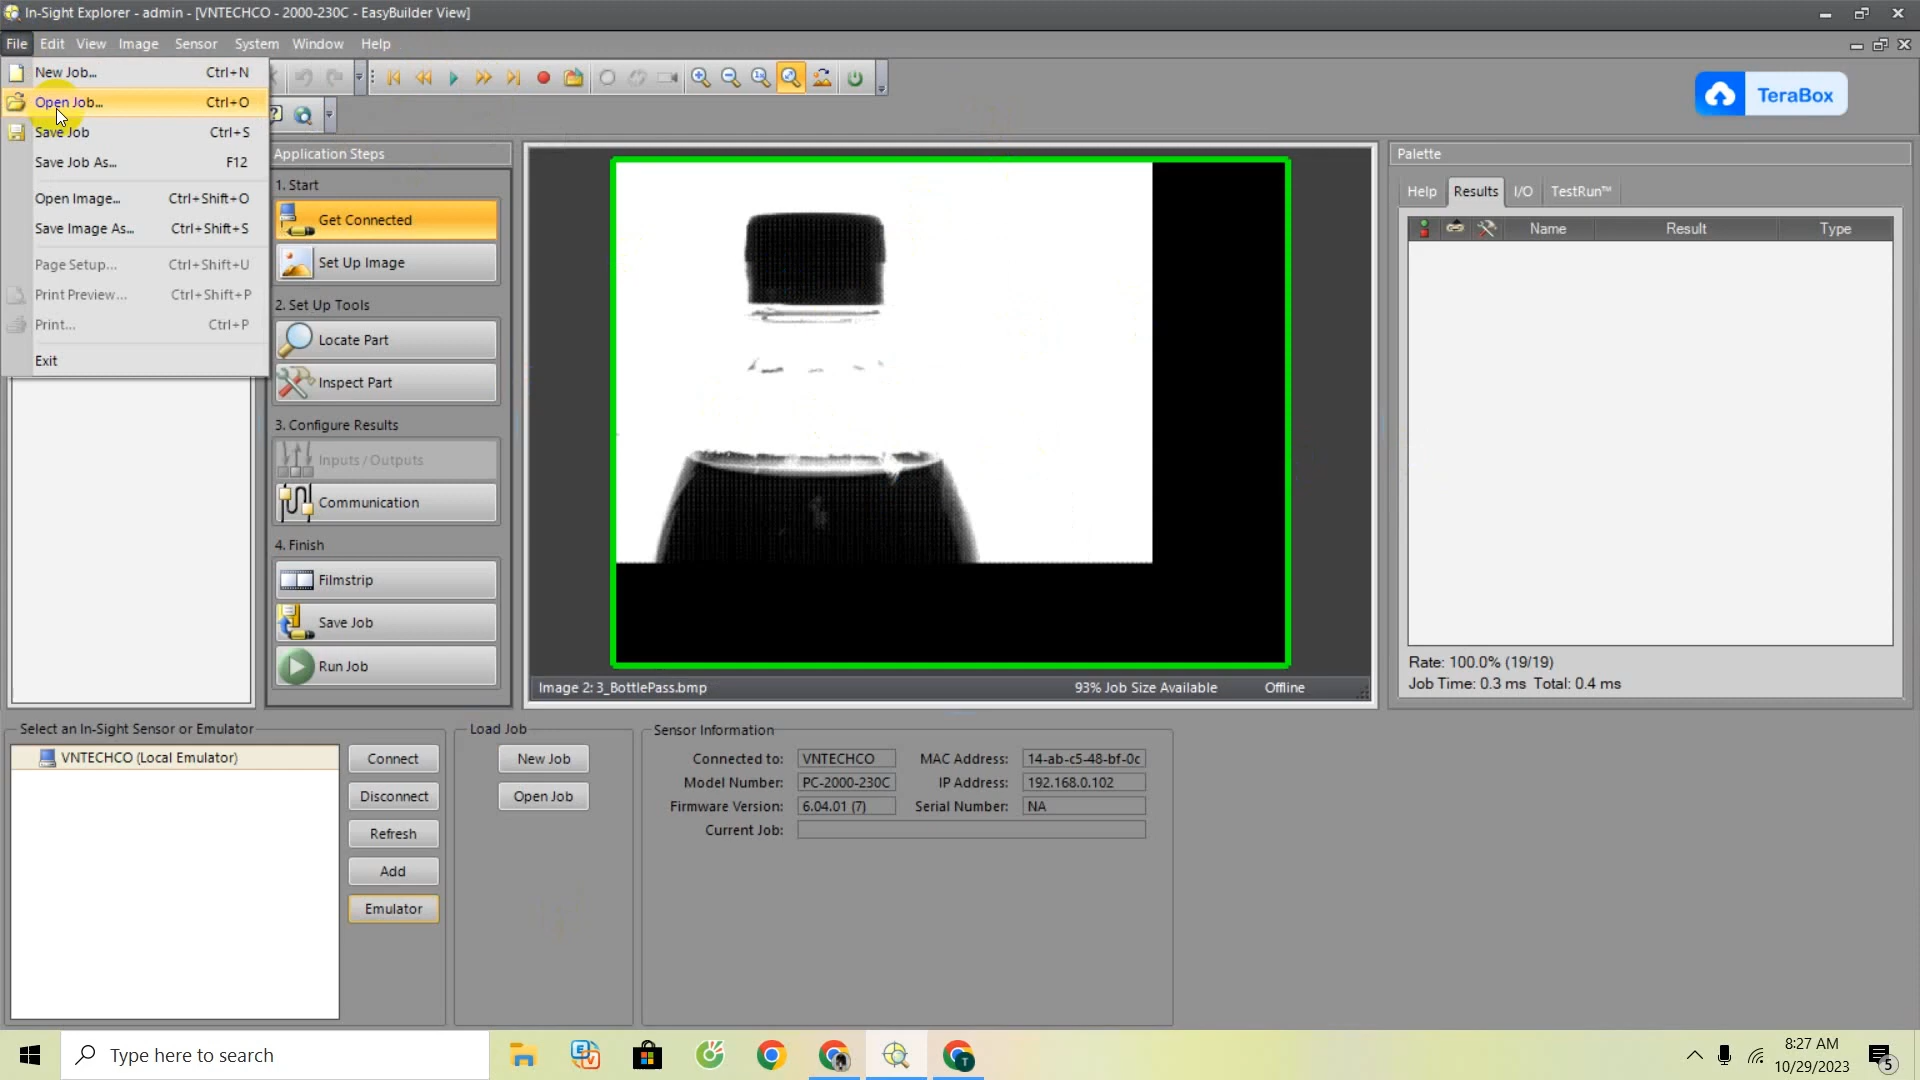 In-Sight Explorer - admin - [VNTECHCO - 2000-230C - EasyBuilder View]
File Edit View Image Sensor System Window Help
New Job... Ctrl+N
Open Job... Ctrl+O
Save Job Ctrl+S
Save Job As... F12
Open Image... Ctrl+Shift+O
Save Image As... Ctrl+Shift+S
Page Setup... Ctrl+Shift+U
Print Preview... Ctrl+Shift+P
Print... Ctrl+P
Exit
TeraBox
Application Steps
1. Start
Get Connected
Set Up Image
2. Set Up Tools
Locate Part
Inspect Part
3. Configure Results
Inputs / Outputs
Communication
4. Finish
Filmstrip
Save Job
Run Job
Image 2: 3_BottlePass.bmp 93% Job Size Available Offline
Palette
Help Results I/O TestRun™
Name Result Type
Rate: 100.0% (19/19)
Job Time: 0.3 ms Total: 0.4 ms
Select an In-Sight Sensor or Emulator
VNTECHCO (Local Emulator)
Connect
Disconnect
Refresh
Add
Emulator
Load Job
New Job
Open Job
Sensor Information
Connected to: VNTECHCO MAC Address: 14-ab-c5-48-bf-0c
Model Number: PC-2000-230C IP Address: 192.168.0.102
Firmware Version: 6.04.01 (7) Serial Number: NA
Current Job:
Type here to search
8:27 AM
10/29/2023
5